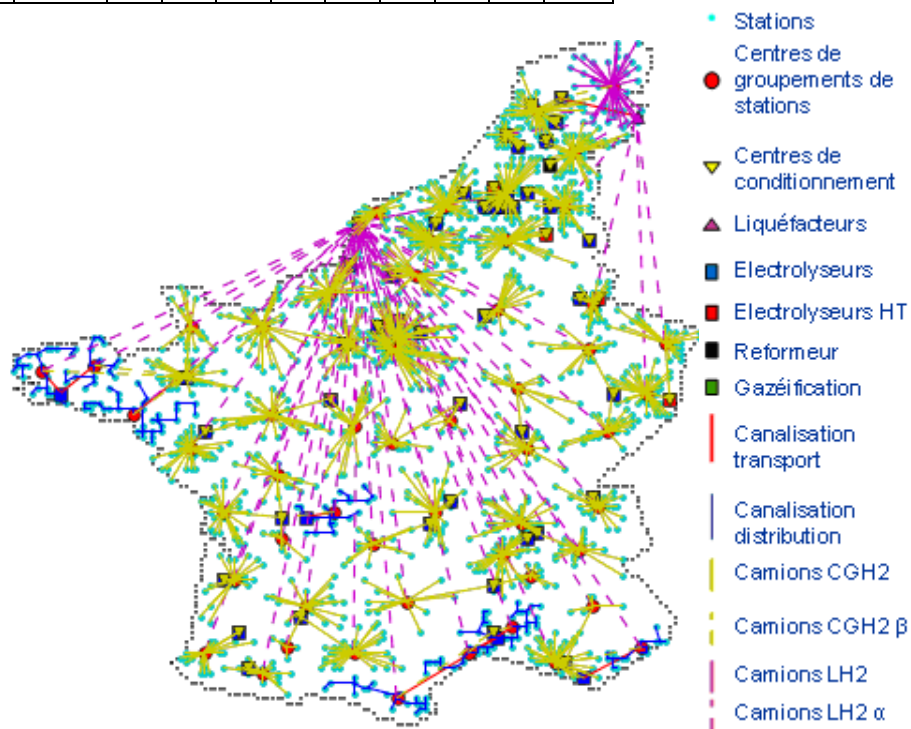 Stations
Centres de
groupements de
stations
Centres de
conditionnement
Liquéfacteurs
Electrolyseurs
Electrolyseurs HT
Reformeur
Gazéification
Canalisation
transport
Canalisation
distribution
Camions CGH2
Camions CGH2 β
Camions LH2
Camions LH2 α